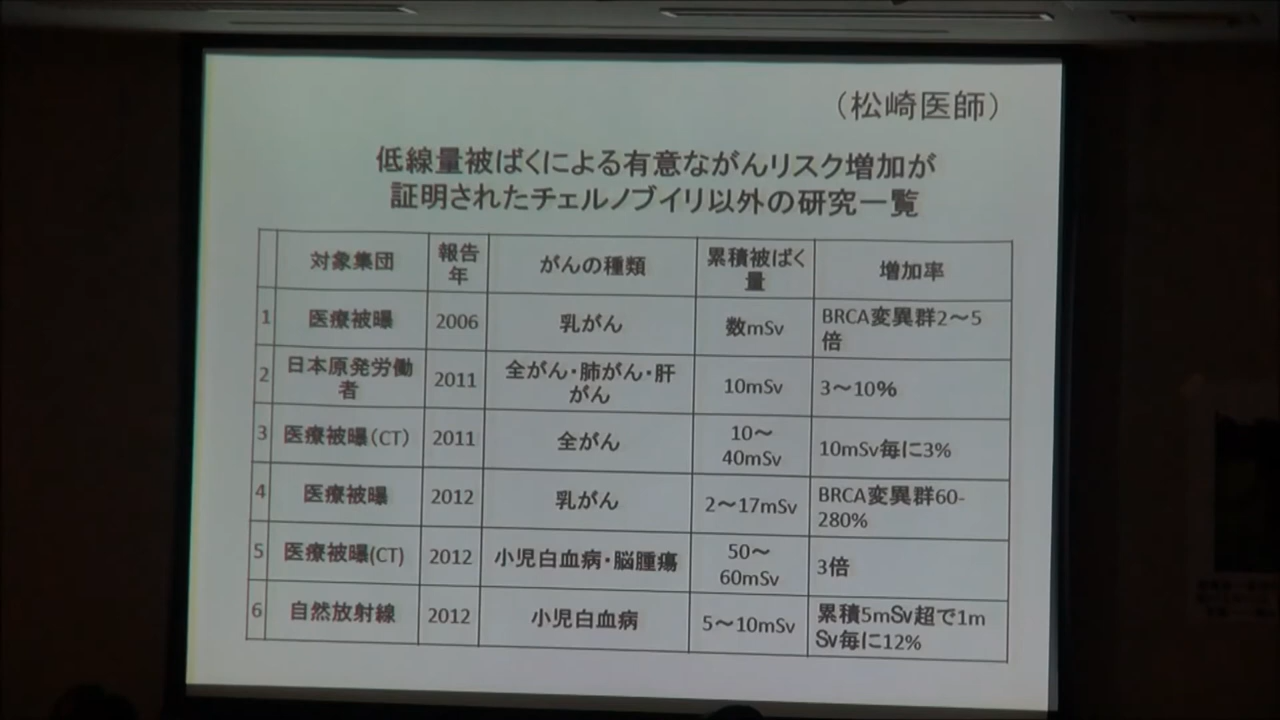 （松崎医師）
低線量被ばくによる有意ながんリスク増加が
証明されたチェルノブイリ以外の研究一覧
対象集団 報告年 がんの種類 累積被ばく量 増加率
1 医療被曝 2006 乳がん 数mSv BRCA変異群2～5倍
2 日本原発労働者 2011 全がん・肺がん・肝がん 10mSv 3～10%
3 医療被曝（CT） 2011 全がん 10～40mSv 10mSv毎に3%
4 医療被曝 2012 乳がん 2～17mSv BRCA変異群60-280%
5 医療被曝(CT) 2012 小児白血病・脳腫瘍 50～60mSv 3倍
6 自然放射線 2012 小児白血病 5～10mSv 累積5mSv超で1mSv毎に12%